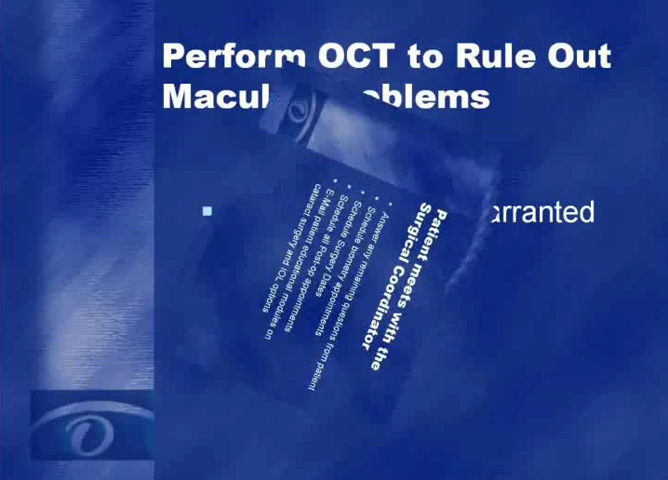 Perform OCT to Rule Out
Macul oblems
arranted
Patient meets with the
Surgical Coordinator
Answer any remaining questions from patient
Schedule biometry appointments
Schedule Surgery Dates
Schedule all Post-op appointments
E-Mail patient educational modules on
cataract surgery and IOL options